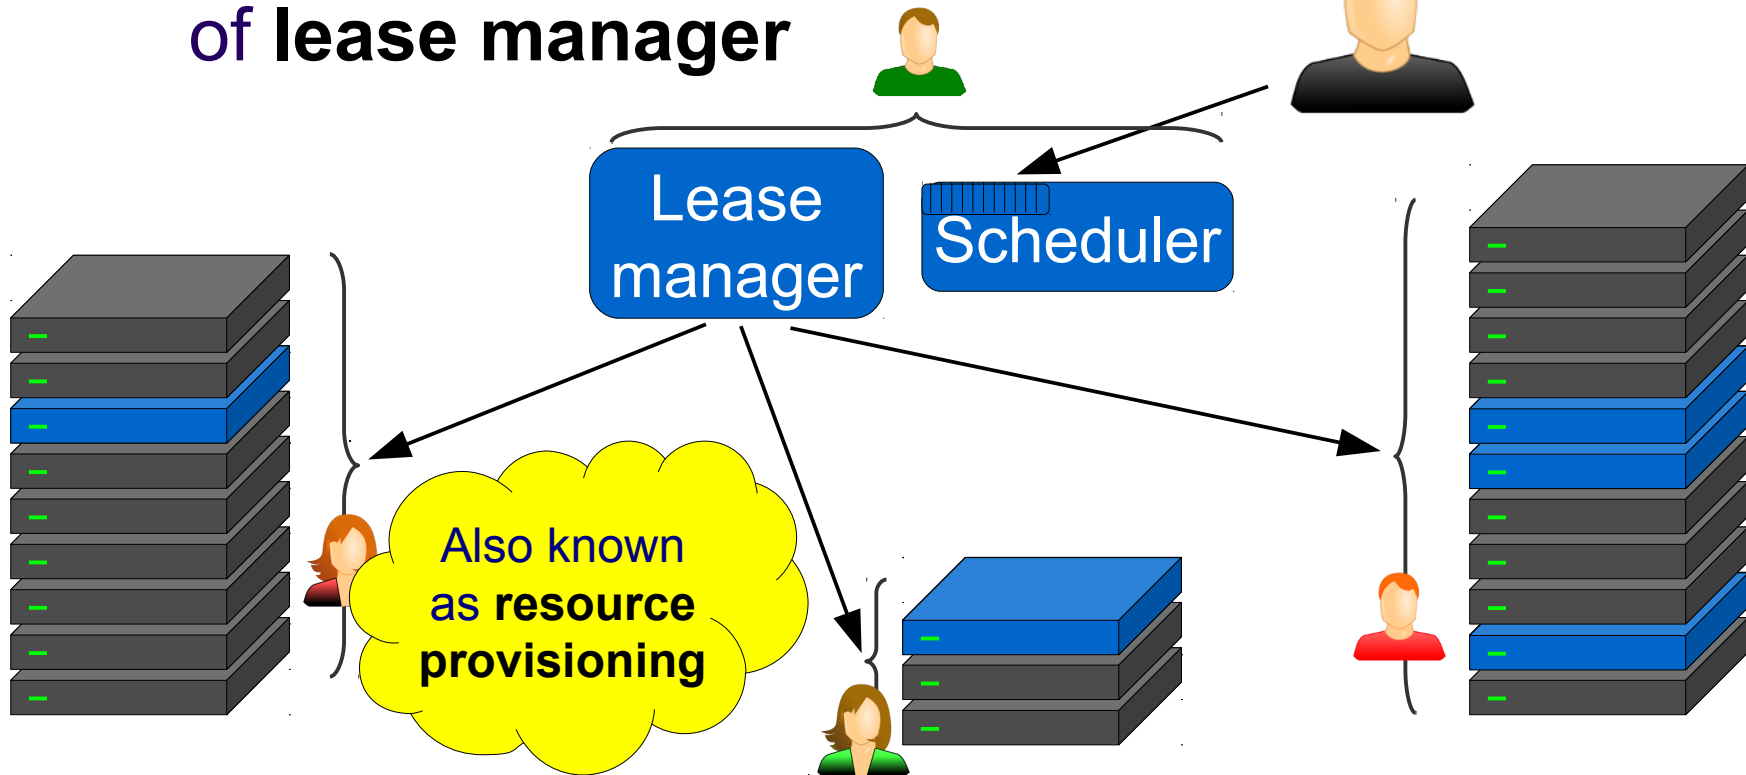 of lease manager
Lease
manager
Scheduler
Also known
as resource
provisioning